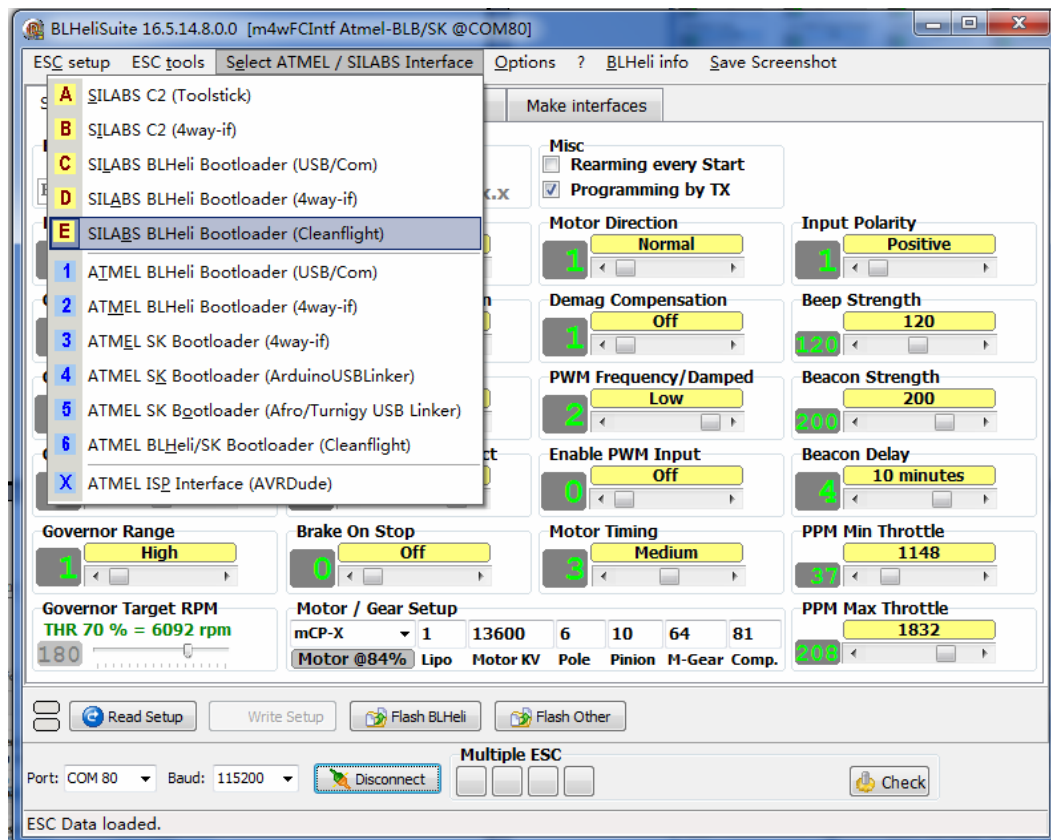 BLHeliSuite 16.5.14.8.0.0 [m4wFCIntf Atmel-BLB/SK @COM80]
ESC setup ESC tools Select ATMEL / SILABS Interface Options ? BLHeli info Save Screenshot
A SILABS C2 (Toolstick)
Make interfaces
B SILABS C2 (4way-if)
C SILABS BLHeli Bootloader (USB/Com)
D SILABS BLHeli Bootloader (4way-if)
E SILABS BLHeli Bootloader (Cleanflight)
1 ATMEL BLHeli Bootloader (USB/Com)
2 ATMEL BLHeli Bootloader (4way-if)
3 ATMEL SK Bootloader (4way-if)
4 ATMEL SK Bootloader (ArduinoUSBLinker)
5 ATMEL SK Bootloader (Afro/Turnigy USB Linker)
6 ATMEL BLHeli/SK Bootloader (Cleanflight)
X ATMEL ISP Interface (AVRDude)
Misc
Rearming every Start
Programming by TX
Motor Direction
Normal
1
Input Polarity
Positive
1
Demag Compensation
Off
1
Beep Strength
120
120
PWM Frequency/Damped
Low
2
Beacon Strength
200
200
Enable PWM Input
Off
0
Beacon Delay
10 minutes
4
Governor Range
High
1
Brake On Stop
Off
0
Motor Timing
Medium
3
PPM Min Throttle
1148
37
Governor Target RPM
THR 70 % = 6092 rpm
180
Motor / Gear Setup
mCP-X 1 13600 6 10 64 81
Motor @84% Lipo Motor KV Pole Pinion M-Gear Comp.
PPM Max Throttle
1832
208
Read Setup Write Setup Flash BLHeli Flash Other
Multiple ESC
Port: COM 80 Baud: 115200 Disconnect Check
ESC Data loaded.